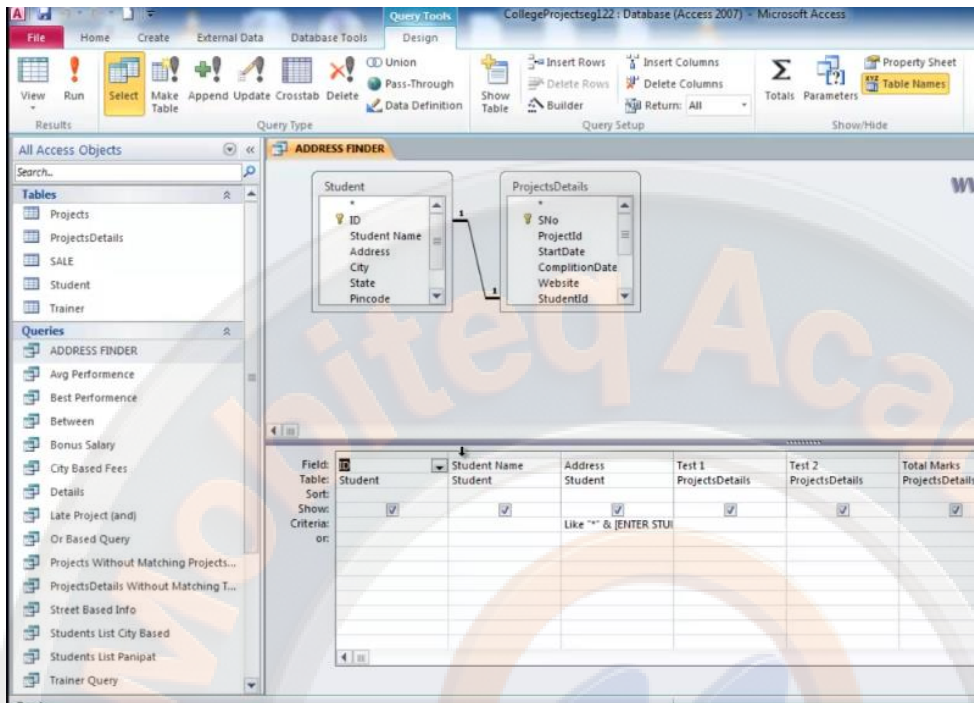 Query Tools
CollegeProjectseg122 : Database (Access 2007) - Microsoft Access
File Home Create External Data Database Tools Design
View
Run
Select
Make Table
Append
Update
Crosstab
Delete
Union
Pass-Through
Data Definition
Show Table
Insert Rows
Delete Rows
Builder
Insert Columns
Delete Columns
Return: All
Totals
Parameters
Property Sheet
Table Names
Results
Query Type
Query Setup
Show/Hide
All Access Objects
Search...
Tables
Projects
ProjectsDetails
SALE
Student
Trainer
Queries
ADDRESS FINDER
Avg Performence
Best Performence
Between
Bonus Salary
City Based Fees
Details
Late Project (and)
Or Based Query
Projects Without Matching Projects...
ProjectsDetails Without Matching T...
Street Based Info
Students List City Based
Students List Panipat
Trainer Query
ADDRESS FINDER
Student
*
ID
Student Name
Address
City
State
Pincode
1
1
ProjectsDetails
*
SNo
ProjectId
StartDate
ComplitionDate
Website
StudentId
Field: ID Student Name Address Test 1 Test 2 Total Marks
Table: Student Student Student ProjectsDetails ProjectsDetails ProjectsDetails
Sort:
Show:
Criteria: Like "*" & [ENTER STU
or:
Mobiteq Aca